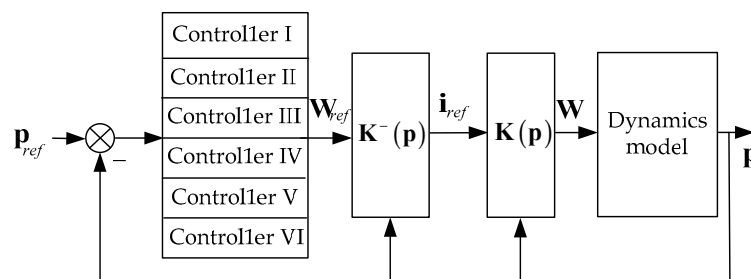 Control1er I
Control1er II
Control1er III
Control1er IV
Control1er V
Control1er VI
p_ref
−
W_ref
K⁻(p)
i_ref
K(p)
W
Dynamics
model
p